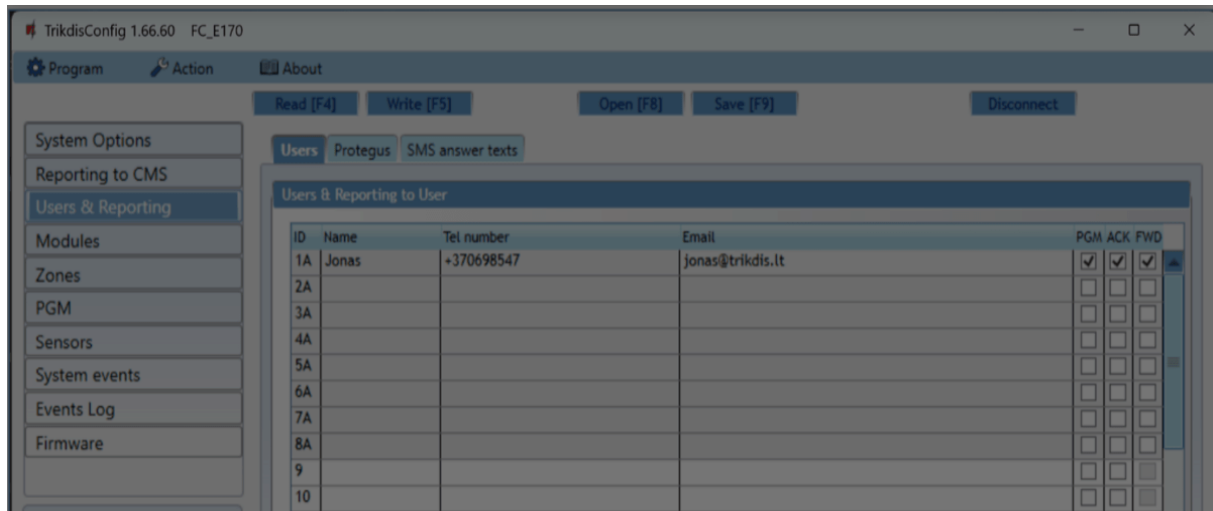 TrikdisConfig 1.66.60 FC_E170
Program Action About
Read [F4] Write [F5] Open [F8] Save [F9] Disconnect
System Options
Reporting to CMS
Users & Reporting
Modules
Zones
PGM
Sensors
System events
Events Log
Firmware
Users Protegus SMS answer texts
Users & Reporting to User
ID Name Tel number Email PGM ACK FWD
1A Jonas +370698547 jonas@trikdis.lt
2A
3A
4A
5A
6A
7A
8A
9
10